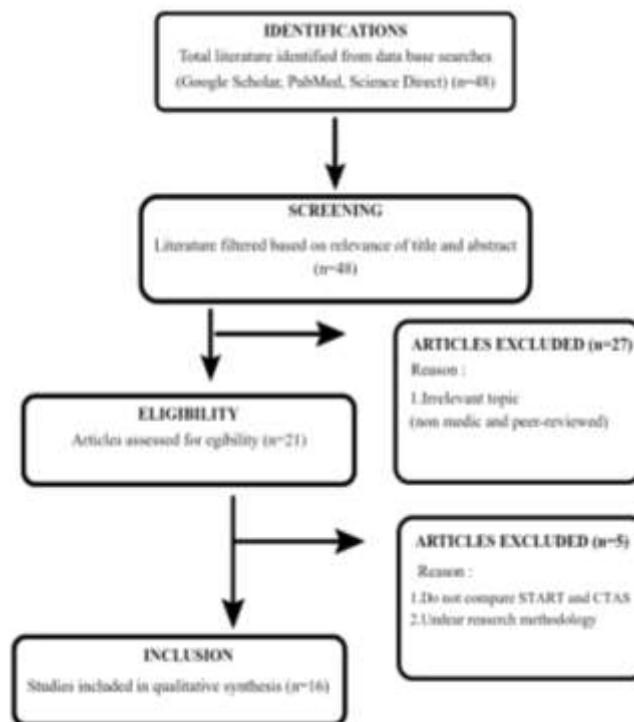 IDENTIFICATIONS
Total literature identified from data base searches
(Google Scholar, PubMed, Science Direct) (n=48)
SCREENING
Literature filtered based on relevance of title and abstract
(n=48)
ARTICLES EXCLUDED (n=27)
Reason :
1.Irrelevant topic
(non medic and peer-reviewed)
ELIGIBILITY
Articles assessed for egibility (n=21)
ARTICLES EXCLUDED (n=5)
Reason :
1.Do not compare START and CTAS
2.Undear reaserch methodology
INCLUSION
Studies included in qualitative synthesis (n=16)